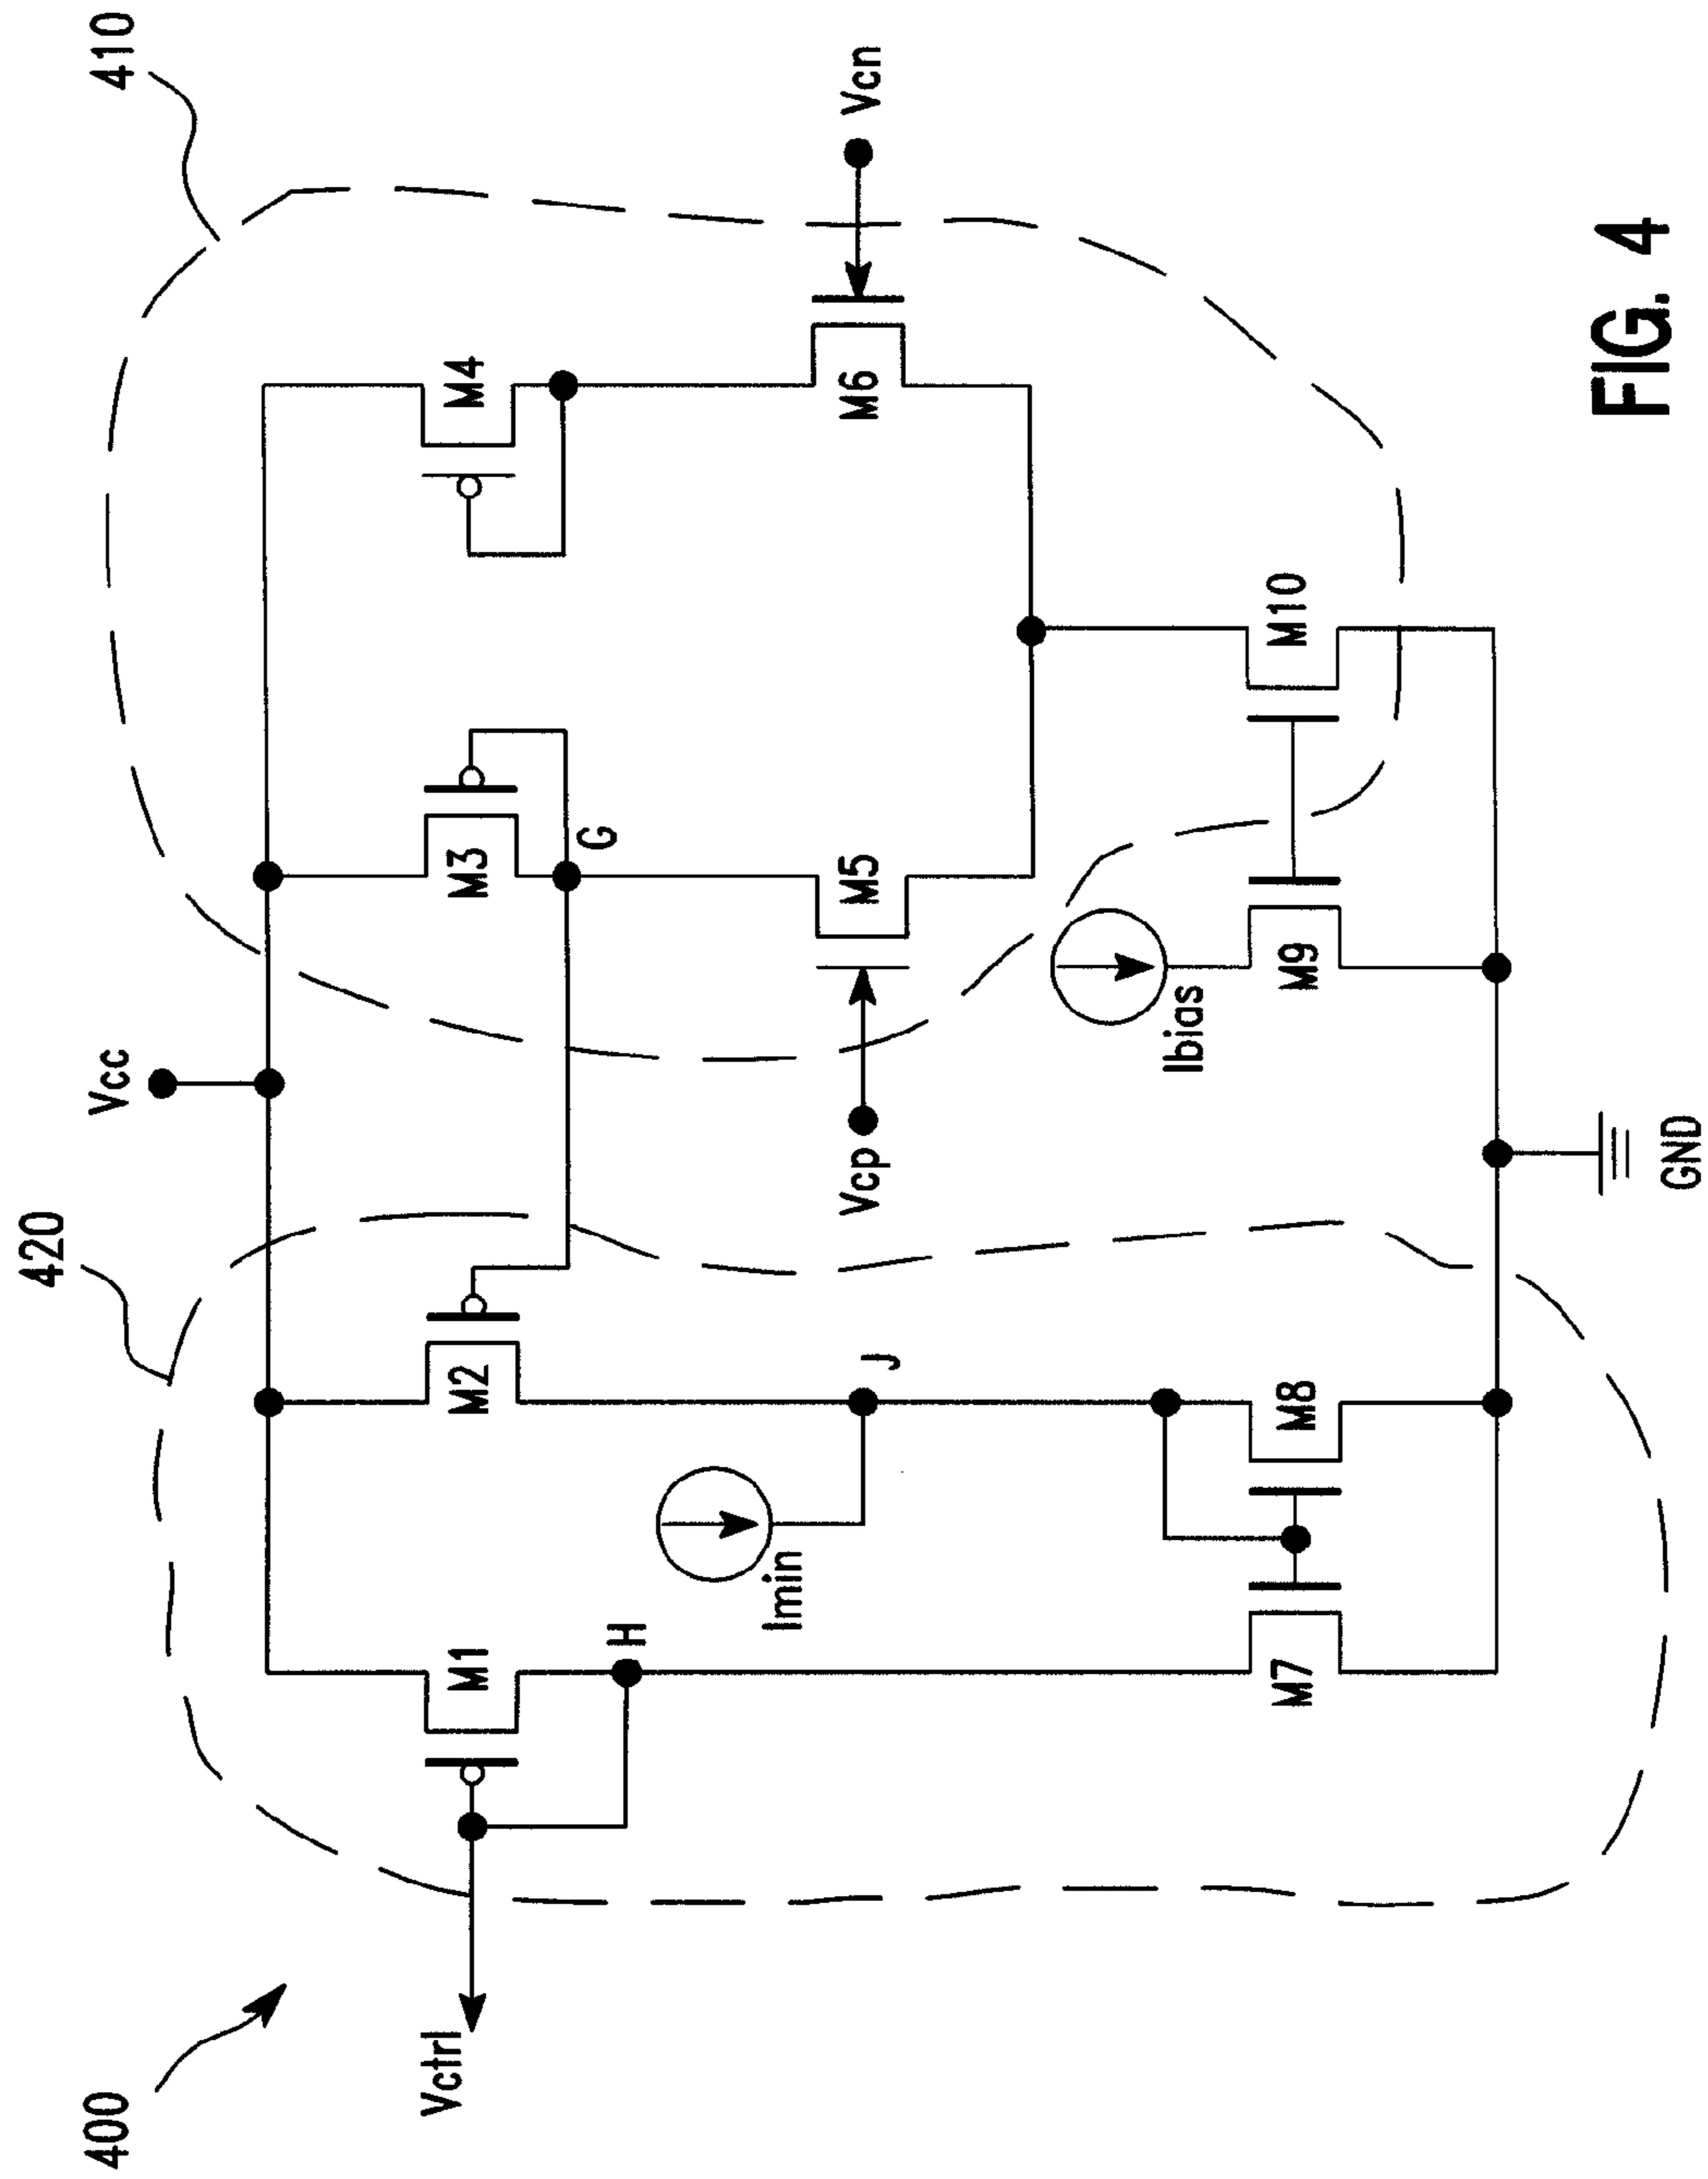 400
420
410
Vcc
Vctrl
M1
M2
M3
M4
H
G
Imin
J
Vcp
M5
M6
Vcn
Ibias
M7
M8
M9
M10
GND
FIG. 4